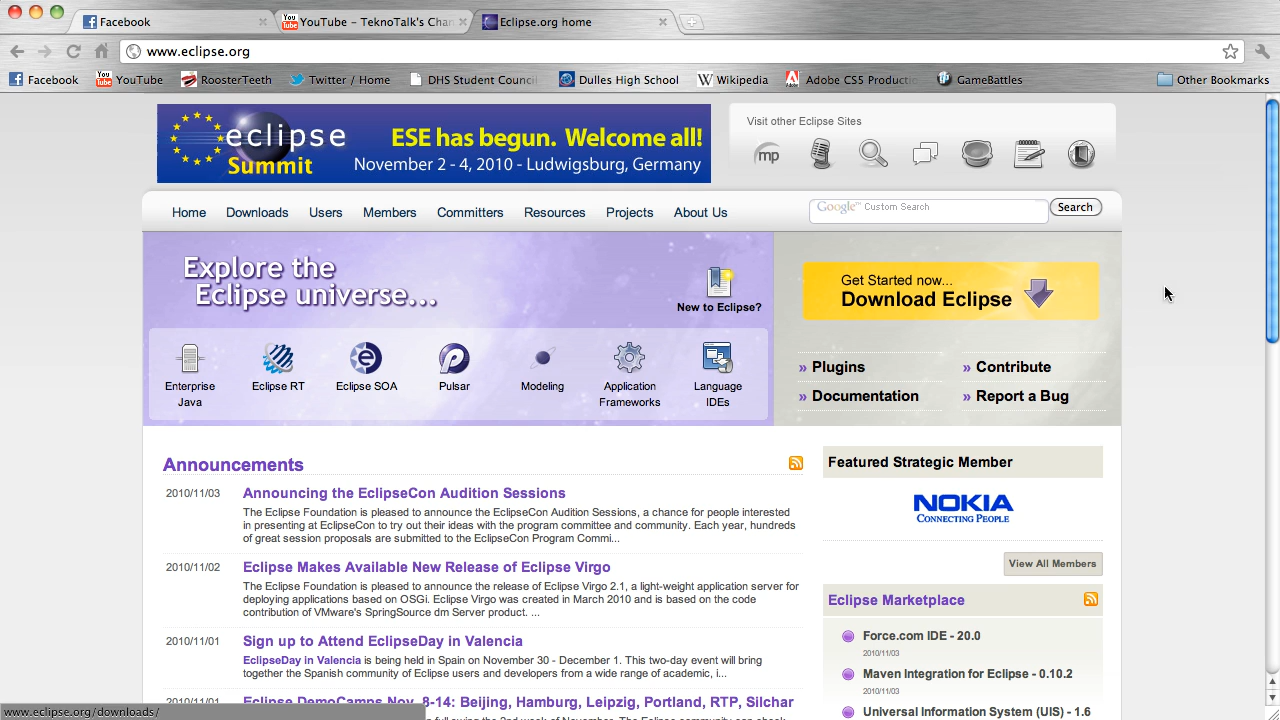 Facebook
YouTube – TeknoTalk's Chan
Eclipse.org home
www.eclipse.org
Facebook
YouTube
RoosterTeeth
Twitter / Home
DHS Student Council
Dulles High School
Wikipedia
Adobe CS5 Productio
GameBattles
Other Bookmarks
eclipse
Summit
ESE has begun. Welcome all!
November 2 - 4, 2010 - Ludwigsburg, Germany
Visit other Eclipse Sites
mp
Home
Downloads
Users
Members
Committers
Resources
Projects
About Us
Google™ Custom Search
Search
Explore the
Eclipse universe...
New to Eclipse?
Enterprise
Java
Eclipse RT
Eclipse SOA
Pulsar
Modeling
Application
Frameworks
Language
IDEs
Get Started now...
Download Eclipse
» Plugins
» Contribute
» Documentation
» Report a Bug
Announcements
2010/11/03
Announcing the EclipseCon Audition Sessions
The Eclipse Foundation is pleased to announce the EclipseCon Audition Sessions, a chance for people interested
in presenting at EclipseCon to try out their ideas with the program committee and community. Each year, hundreds
of great session proposals are submitted to the EclipseCon Program Commi...
2010/11/02
Eclipse Makes Available New Release of Eclipse Virgo
The Eclipse Foundation is pleased to announce the release of Eclipse Virgo 2.1, a light-weight application server for
deploying applications based on OSGi. Eclipse Virgo was created in March 2010 and is based on the code
contribution of VMware's SpringSource dm Server product. ...
2010/11/01
Sign up to Attend EclipseDay in Valencia
EclipseDay in Valencia is being held in Spain on November 30 - December 1. This two-day event will bring
together the Spanish community of Eclipse users and developers from a wide range of academic, i...
2010/11/01
Eclipse DemoCamps Nov. 8-14: Beijing, Hamburg, Leipzig, Portland, RTP, Silchar
Featured Strategic Member
NOKIA
CONNECTING PEOPLE
View All Members
Eclipse Marketplace
Force.com IDE - 20.0
2010/11/03
Maven Integration for Eclipse - 0.10.2
2010/11/03
Universal Information System (UIS) - 1.6
www.eclipse.org/downloads/